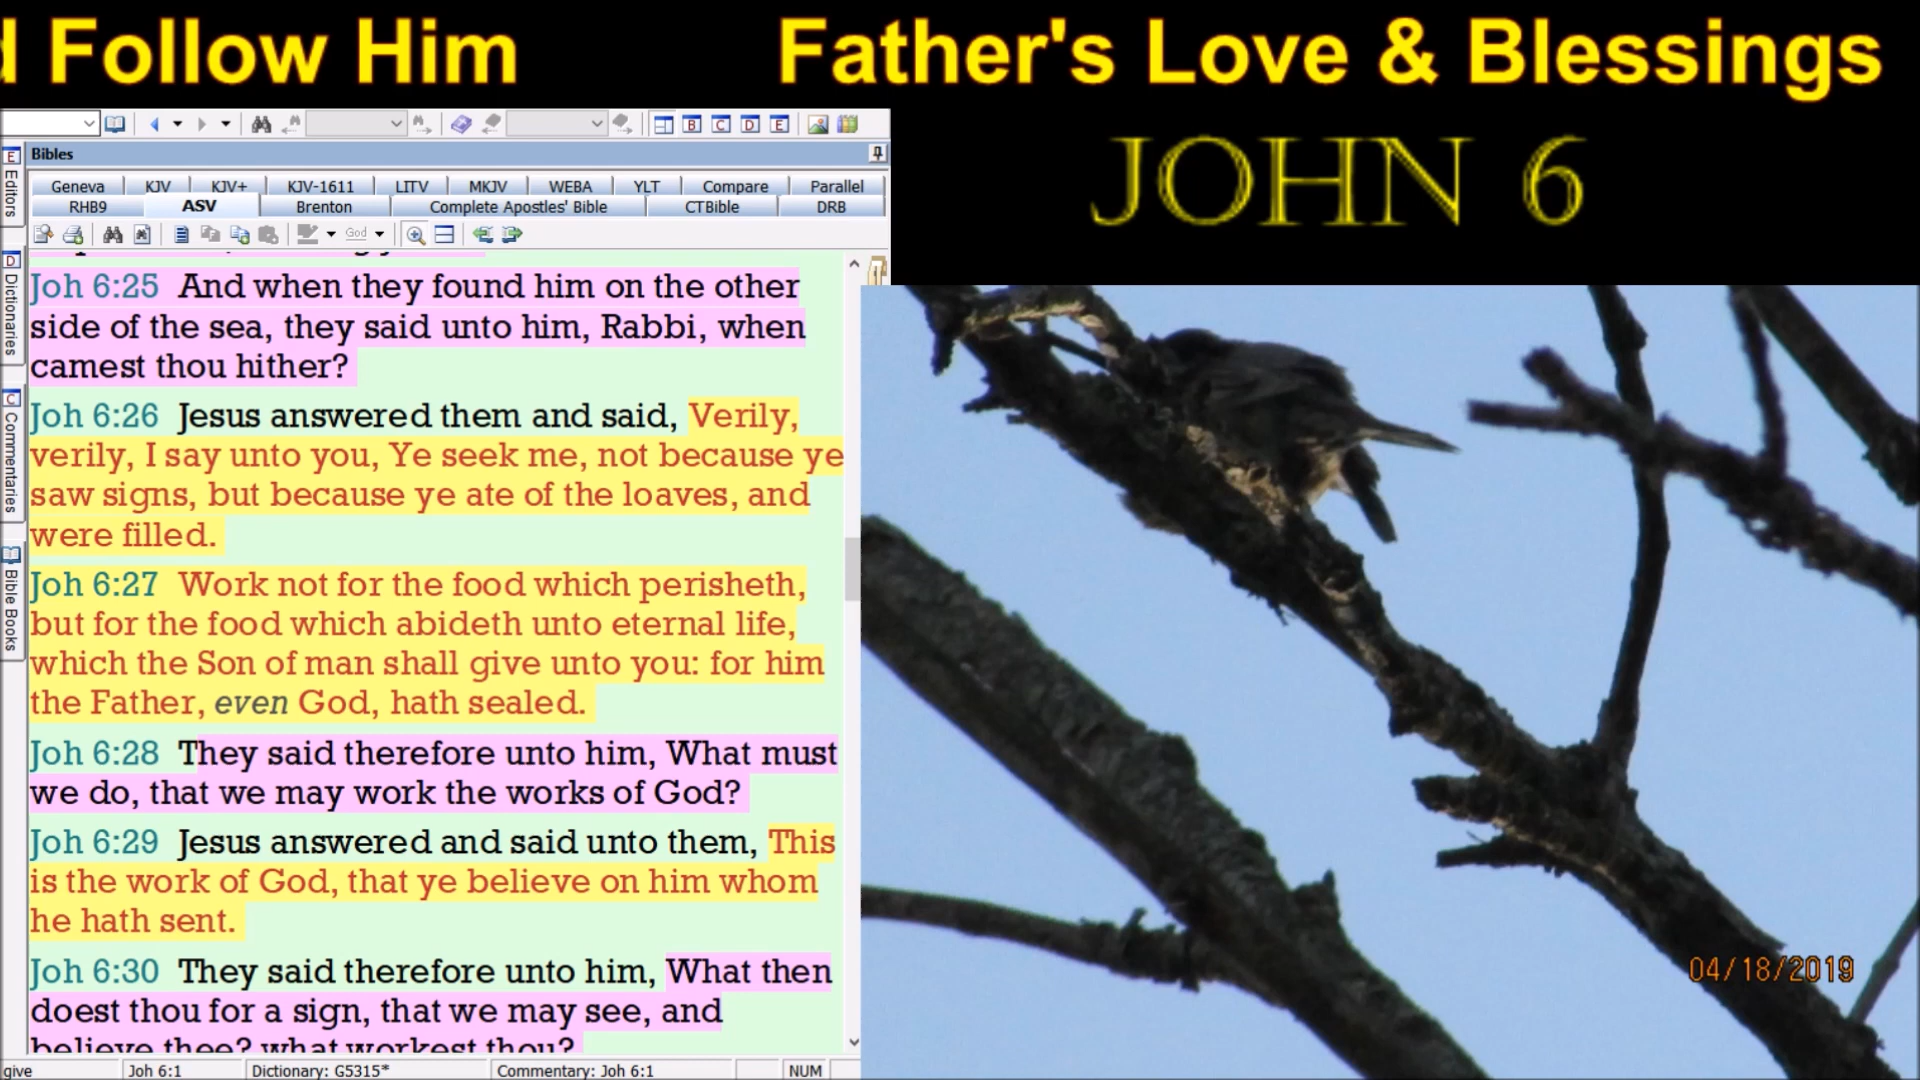 Follow Him Father's Love & Blessings
JOHN 6
Bibles
Geneva KJV KJV+ KJV-1611 LITV MKJV WEBA YLT Compare Parallel
RHB9 ASV Brenton Complete Apostles' Bible CTBible DRB
B C D E
God
E Editors
D Dictionaries
C Commentaries
Bible Books
Joh 6:25 And when they found him on the other
side of the sea, they said unto him, Rabbi, when
camest thou hither?
Joh 6:26 Jesus answered them and said, Verily,
verily, I say unto you, Ye seek me, not because ye
saw signs, but because ye ate of the loaves, and
were filled.
Joh 6:27 Work not for the food which perisheth,
but for the food which abideth unto eternal life,
which the Son of man shall give unto you: for him
the Father, even God, hath sealed.
Joh 6:28 They said therefore unto him, What must
we do, that we may work the works of God?
Joh 6:29 Jesus answered and said unto them, This
is the work of God, that ye believe on him whom
he hath sent.
Joh 6:30 They said therefore unto him, What then
doest thou for a sign, that we may see, and
believe thee? what workest thou?
give Joh 6:1 Dictionary: G5315* Commentary: Joh 6:1 NUM
04/18/2019